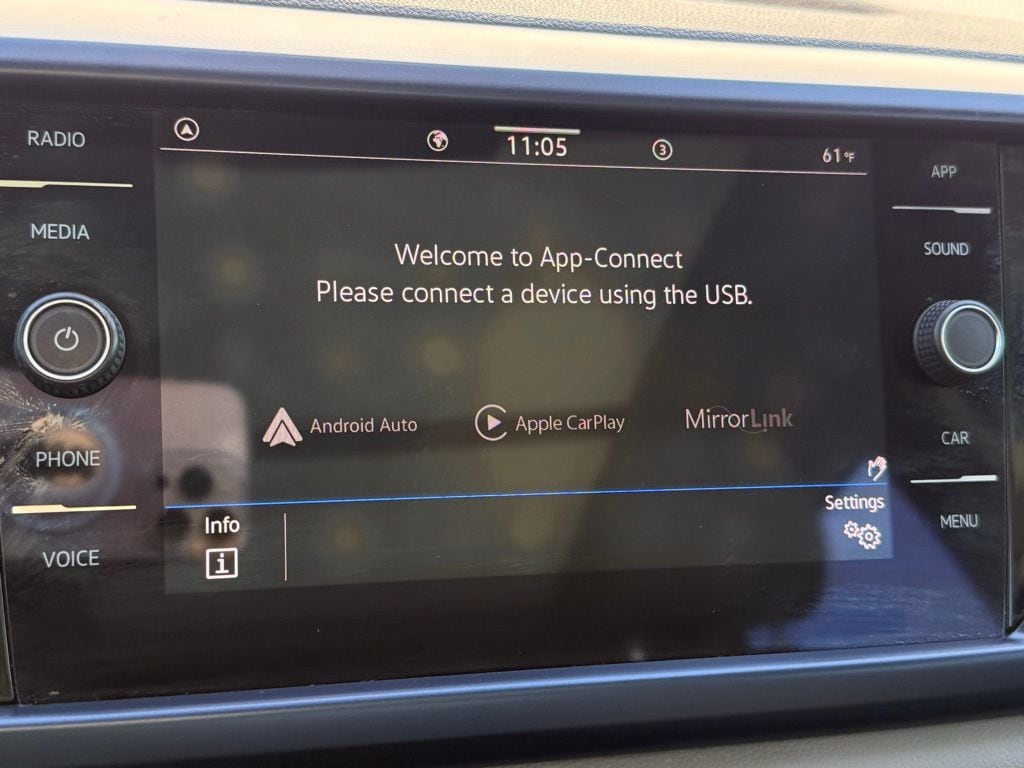 RADIO
MEDIA
PHONE
VOICE
11:05
3
61°F
Welcome to App-Connect
Please connect a device using the USB.
Android Auto
Apple CarPlay
MirrorLink
Info
i
Settings
APP
SOUND
CAR
MENU